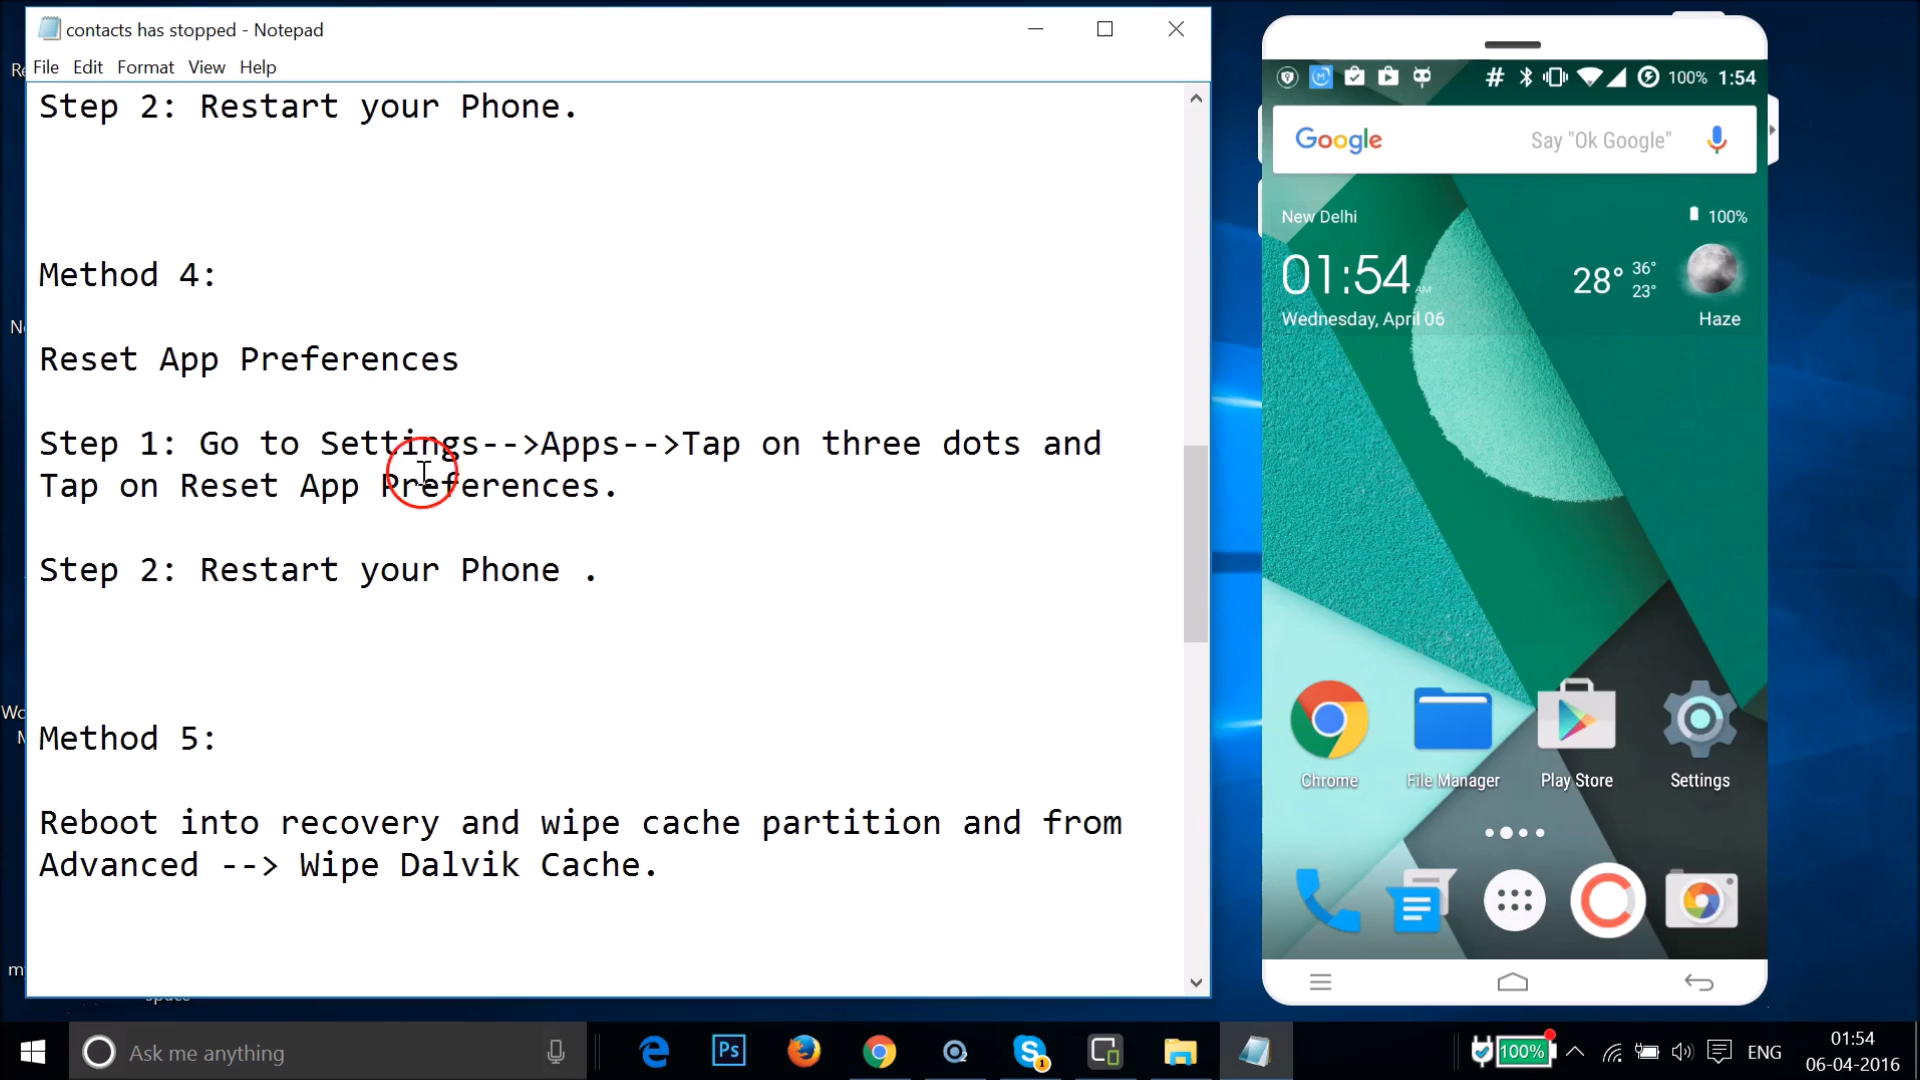 contacts has stopped - Notepad
File Edit Format View Help
Step 2: Restart your Phone.
Method 4:
Reset App Preferences
Step 1: Go to Settings-->Apps-->Tap on three dots and
Tap on Reset App Preferences.
Step 2: Restart your Phone .
Method 5:
Reboot into recovery and wipe cache partition and from
Advanced --> Wipe Dalvik Cache.
100% 1:54
Google Say "Ok Google"
New Delhi 100%
01:54 AM 28° 36° 23°
Wednesday, April 06 Haze
Chrome File Manager Play Store Settings
Ask me anything
Ps
1
100%
ENG
01:54
06-04-2016